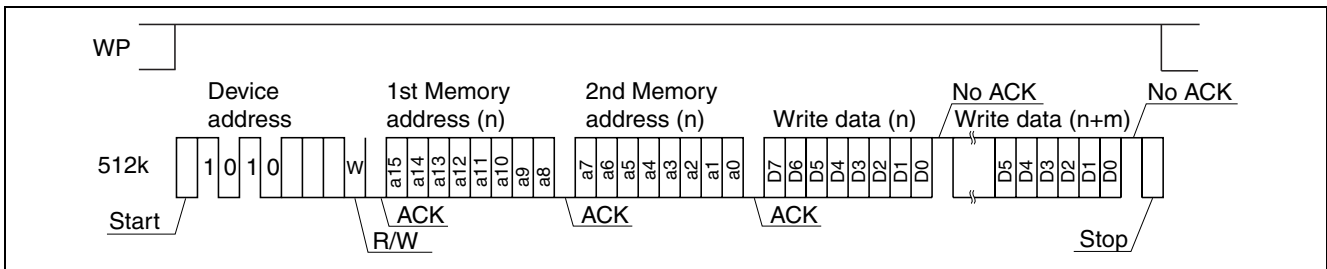 WP
Device
address
1st Memory
address (n)
2nd Memory
address (n)
Write data (n)
No ACK
Write data (n+m)
No ACK
512k
1 0 1 0 W a15 a14 a13 a12 a11 a10 a9 a8 a7 a6 a5 a4 a3 a2 a1 a0 D7 D6 D5 D4 D3 D2 D1 D0 D5 D4 D3 D2 D1 D0
Start
ACK
ACK
ACK
Stop
R/W